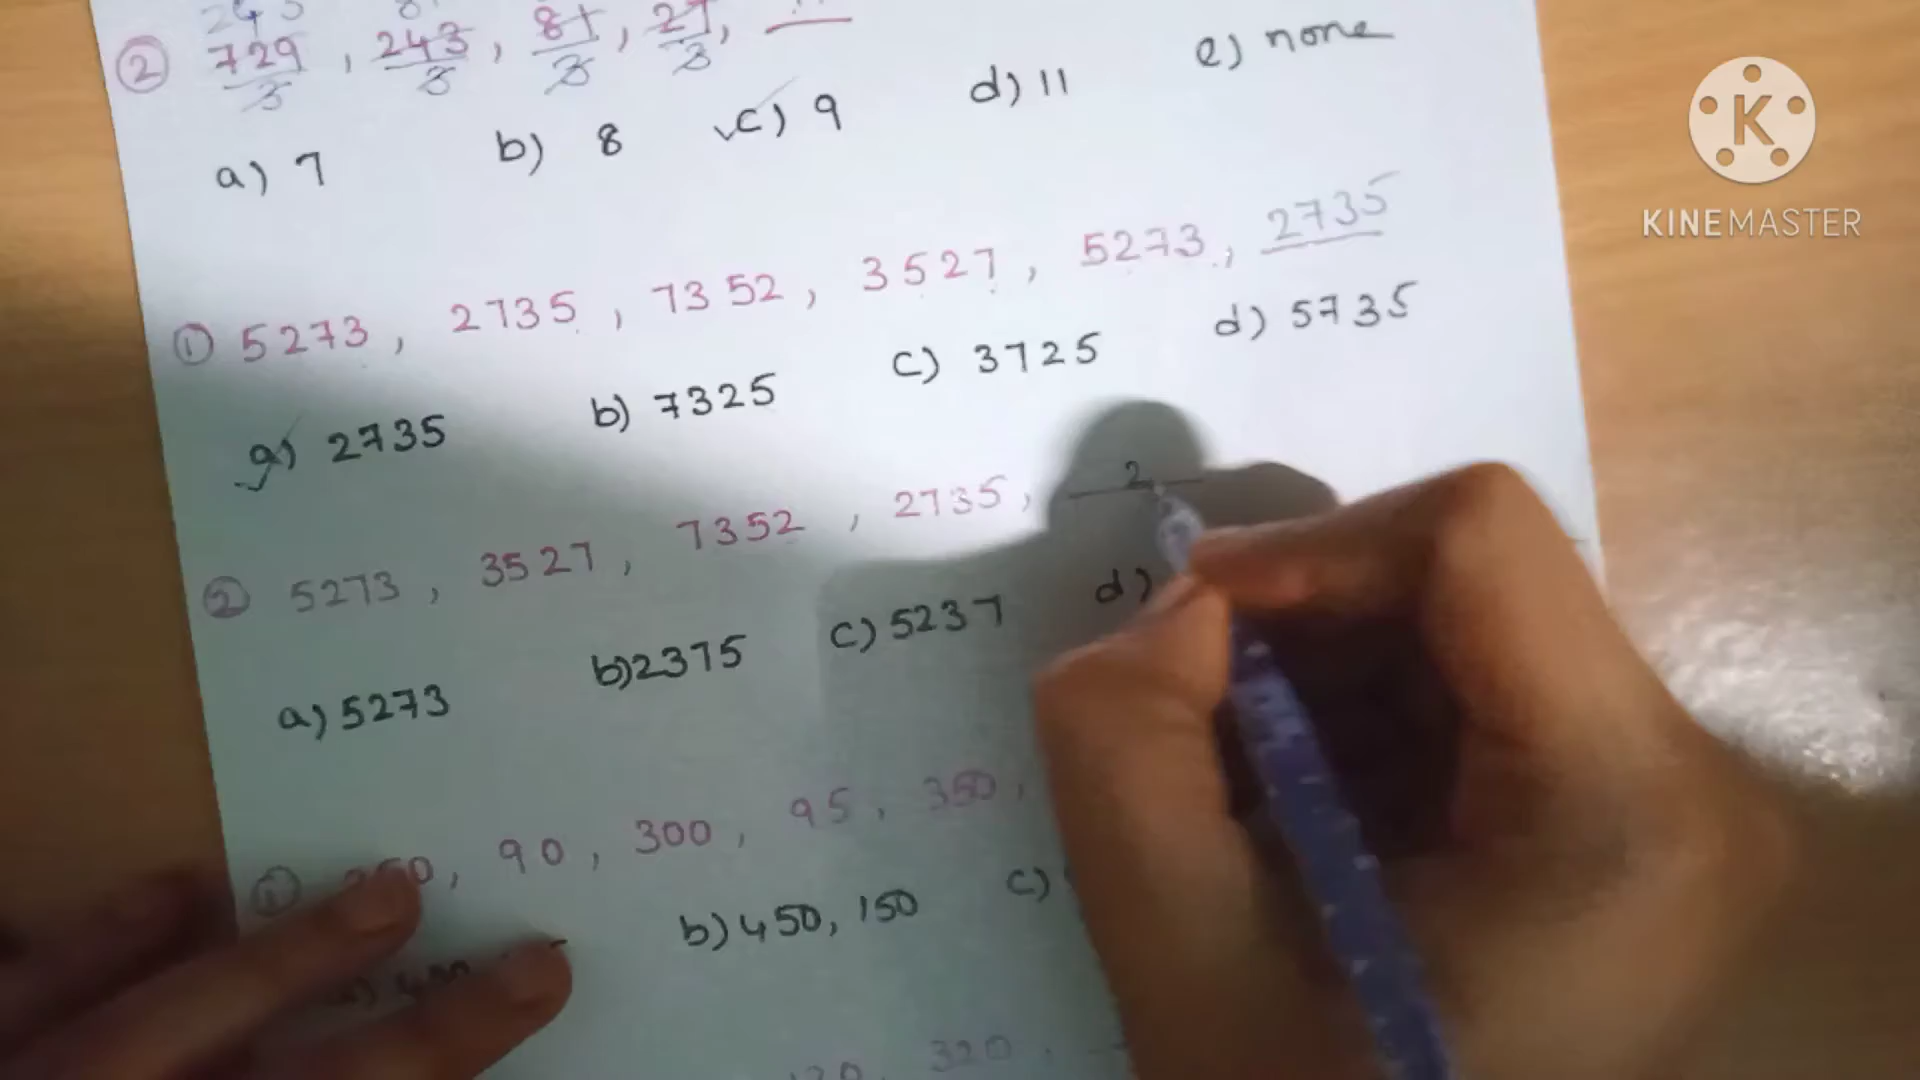 ② 729/3 , 243/3 , 81/3 , 27/3 ,
a) 7 b) 8 c) 9 d) 11 e) none
① 5273 , 2735 , 7352 , 3527 , 5273 , 2735
a) 2735 b) 7325 c) 3725 d) 5735
② 5273 , 3527 , 7352 , 2735 , 2
a) 5273 b) 2375 c) 5237 d)
90 , 300 , 95 , 350 ,
b) 450, 150 c)
320
KINEMASTER